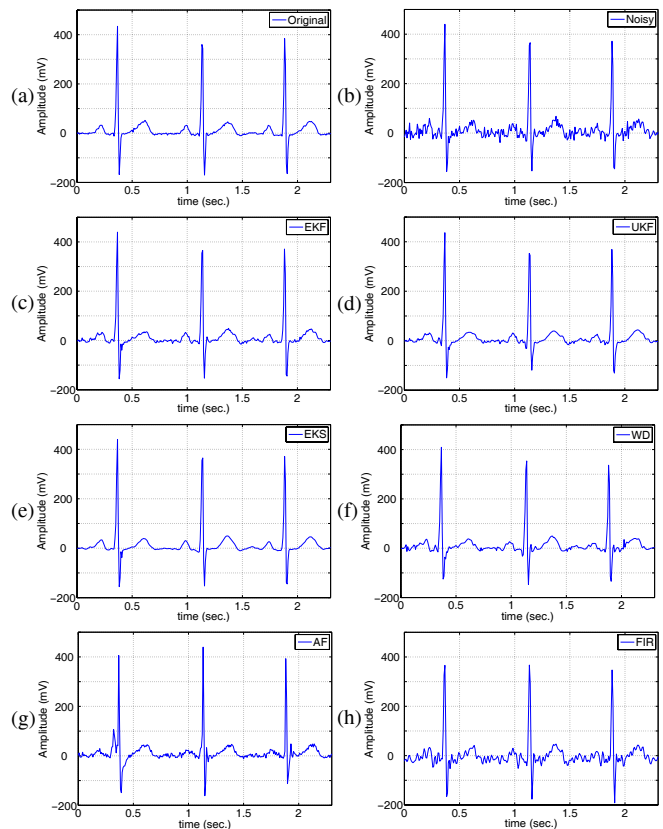 (a)
Original
Amplitude (mV)
400
200
0
−200
0 0.5 1 1.5 2
time (sec.)
(b)
Noisy
Amplitude (mV)
400
200
0
−200
0 0.5 1 1.5 2
time (sec.)
(c)
EKF
Amplitude (mV)
400
200
0
−200
0 0.5 1 1.5 2
time (sec.)
(d)
UKF
Amplitude (mV)
400
200
0
−200
0 0.5 1 1.5 2
time (sec.)
(e)
EKS
Amplitude (mV)
400
200
0
−200
0 0.5 1 1.5 2
time (sec.)
(f)
WD
Amplitude (mV)
400
200
0
−200
0 0.5 1 1.5 2
time (sec.)
(g)
AF
Amplitude (mV)
400
200
0
−200
0 0.5 1 1.5 2
time (sec.)
(h)
FIR
Amplitude (mV)
400
200
0
−200
0 0.5 1 1.5 2
time (sec.)